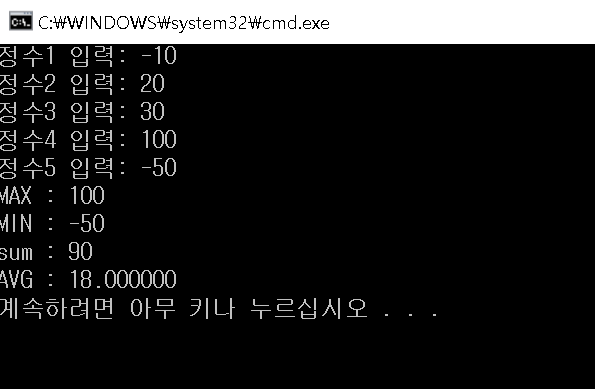 C:\WINDOWS\system32\cmd.exe
정수1 입력: -10
정수2 입력: 20
정수3 입력: 30
정수4 입력: 100
정수5 입력: -50
MAX : 100
MIN : -50
sum : 90
AVG : 18.000000
계속하려면 아무 키나 누르십시오 . . .